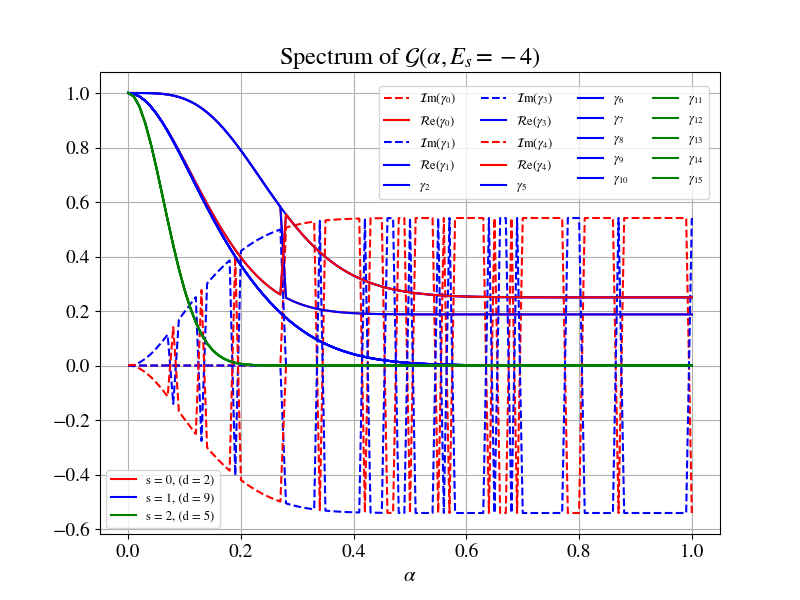 Spectrum of 𝒢(α, E_s = −4)
ℐm(γ₀)
ℛe(γ₀)
ℐm(γ₁)
ℛe(γ₁)
γ₂
ℐm(γ₃)
ℛe(γ₃)
ℐm(γ₄)
ℛe(γ₄)
γ₅
γ₆
γ₇
γ₈
γ₉
γ₁₀
γ₁₁
γ₁₂
γ₁₃
γ₁₄
γ₁₅
1.0
0.8
0.6
0.4
0.2
0.0
−0.2
−0.4
−0.6
s = 0, (d = 2)
s = 1, (d = 9)
s = 2, (d = 5)
0.0 0.2 0.4 0.6 0.8 1.0
α